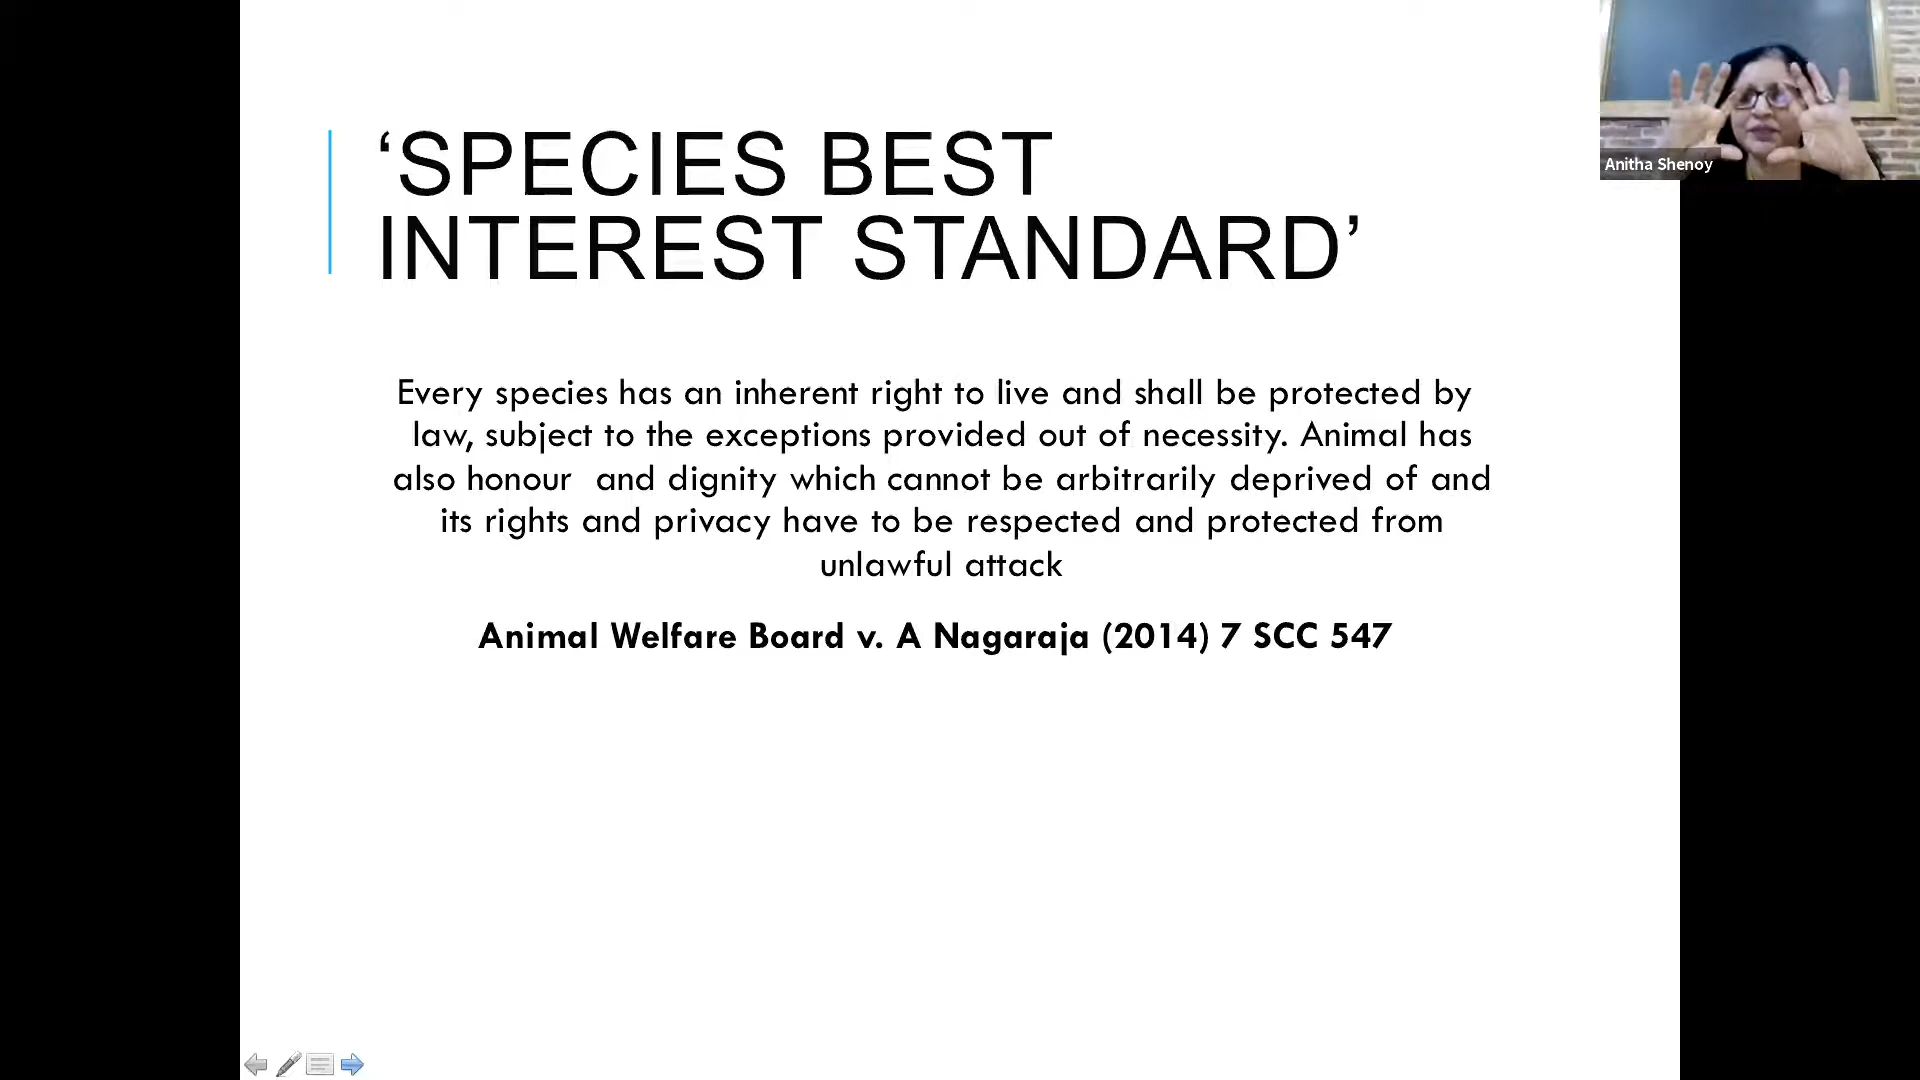 ‘SPECIES BEST
INTEREST STANDARD’
Every species has an inherent right to live and shall be protected by
law, subject to the exceptions provided out of necessity. Animal has
also honour  and dignity which cannot be arbitrarily deprived of and
its rights and privacy have to be respected and protected from
unlawful attack
Animal Welfare Board v. A Nagaraja (2014) 7 SCC 547
Anitha Shenoy